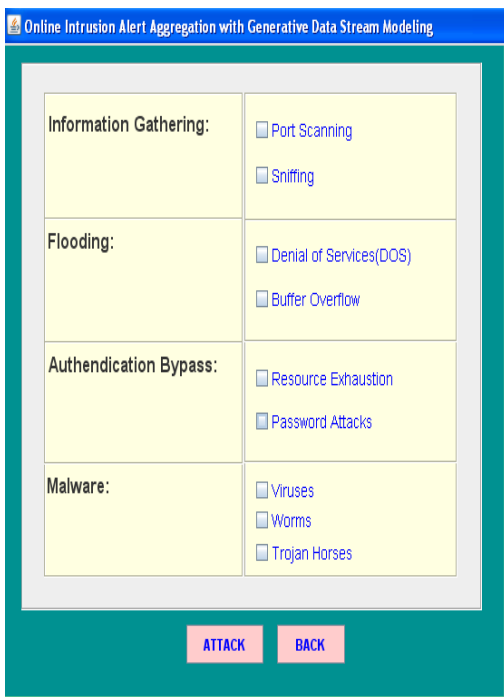 Online Intrusion Alert Aggregation with Generative Data Stream Modeling
Information Gathering:
Port Scanning
Sniffing
Flooding:
Denial of Services(DOS)
Buffer Overflow
Authendication Bypass:
Resource Exhaustion
Password Attacks
Malware:
Viruses
Worms
Trojan Horses
ATTACK
BACK